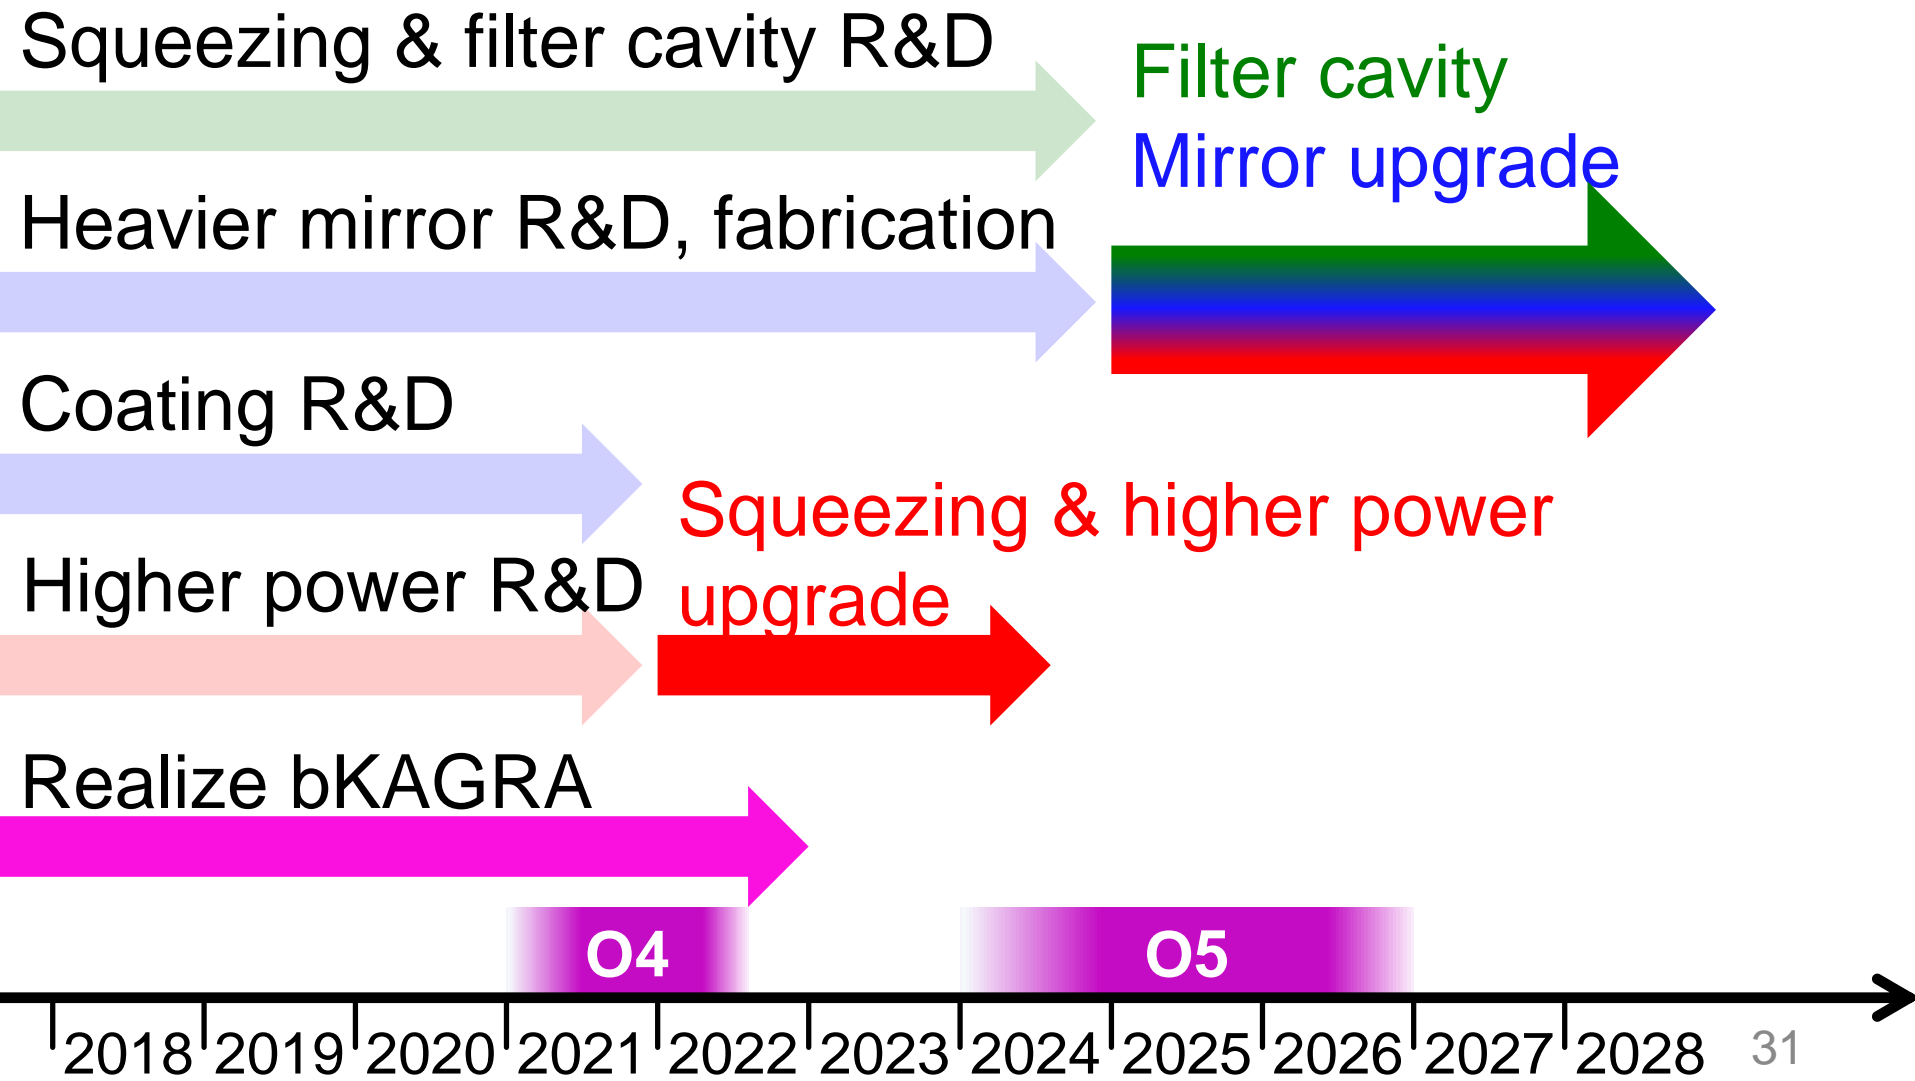 Squeezing & filter cavity R&D
Filter cavity
Mirror upgrade
Heavier mirror R&D, fabrication
Coating R&D
Squeezing & higher power
upgrade
Higher power R&D
Realize bKAGRA
O4
O5
2018 2019 2020 2021 2022 2023 2024 2025 2026 2027 2028
31